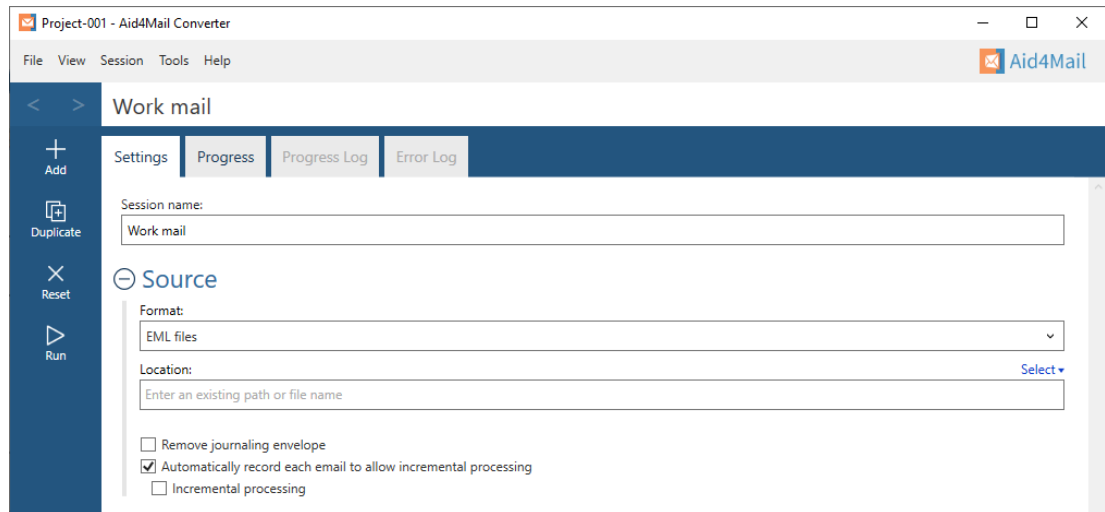 Project-001 - Aid4Mail Converter
File View Session Tools Help
Aid4Mail
< >
Work mail
Add
Duplicate
Reset
Run
Settings Progress Progress Log Error Log
Session name:
Work mail
Source
Format:
EML files
Location: Select
Enter an existing path or file name
Remove journaling envelope
Automatically record each email to allow incremental processing
Incremental processing